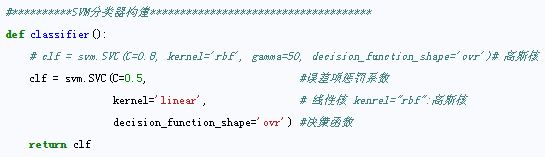 #**********SVM分类器构建*********************************
def classifier():
# clf = svm.SVC(C=0.8, kernel='rbf', gamma=50, decision_function_shape='ovr')# 高斯核
clf = svm.SVC(C=0.5, #误差项惩罚系数
kernel='linear', # 线性核 kenrel="rbf":高斯核
decision_function_shape='ovr') #决策函数
return clf